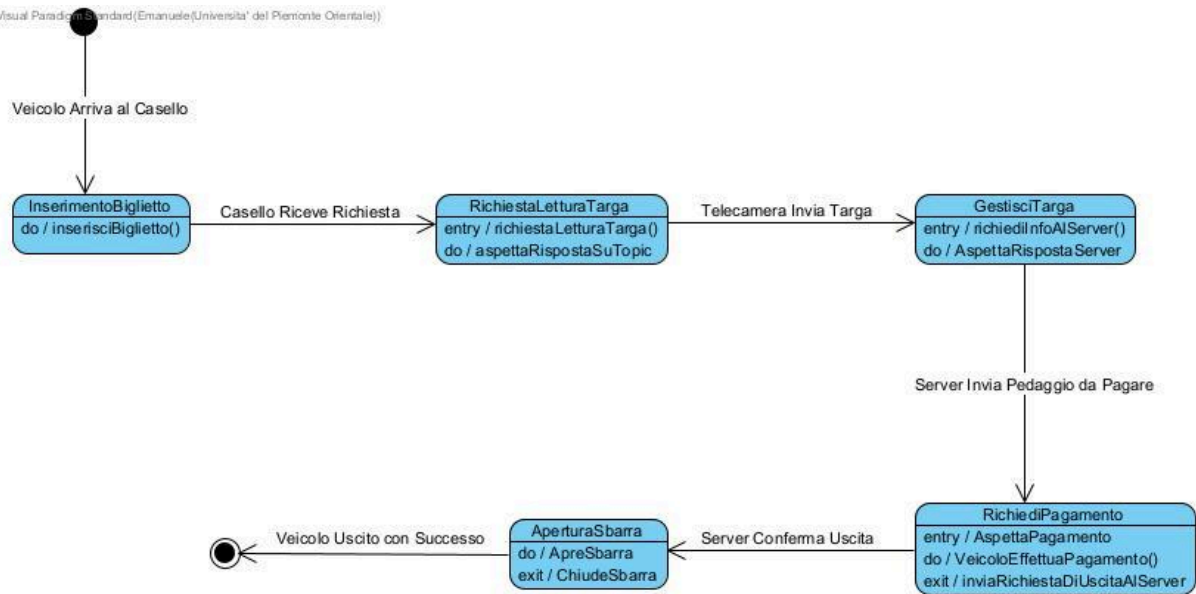 Visual Paradigm Standard(Emanuele(Universita' del Piemonte Orientale))
Veicolo Arriva al Casello
InserimentoBiglietto
do / inserisciBiglietto()
Casello Riceve Richiesta
RichiestaLetturaTarga
entry / richiestaLetturaTarga()
do / aspettaRispostaSuTopic
Telecamera Invia Targa
GestisciTarga
entry / richiediInfoAlServer()
do / AspettaRispostaServer
Server Invia Pedaggio da Pagare
RichiediPagamento
entry / AspettaPagamento
do / VeicoloEffettuaPagamento()
exit / inviaRichiestaDiUscitaAlServer
Server Conferma Uscita
AperturaSbarra
do / ApreSbarra
exit / ChiudeSbarra
Veicolo Uscito con Successo